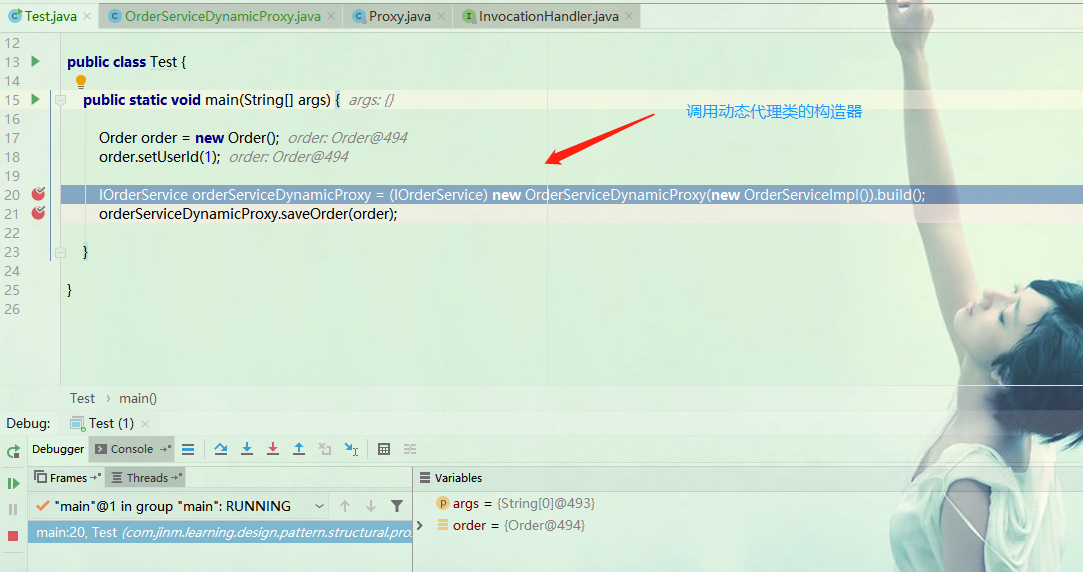 Test.java OrderServiceDynamicProxy.java Proxy.java InvocationHandler.java
12
13 public class Test {
14
15 public static void main(String[] args) { args: {}
调用动态代理类的构造器
16
17 Order order = new Order(); order: Order@494
18 order.setUserId(1); order: Order@494
19
20 IOrderService orderServiceDynamicProxy = (IOrderService) new OrderServiceDynamicProxy(new OrderServiceImpl()).build();
21 orderServiceDynamicProxy.saveOrder(order);
22
23 }
24
25 }
26
Test › main()
Debug: Test (1)
Debugger Console
Frames Threads Variables
"main"@1 in group "main": RUNNING
p args = {String[0]@493}
main:20, Test (com.jinm.learning.design.pattern.structural.pro
order = {Order@494}